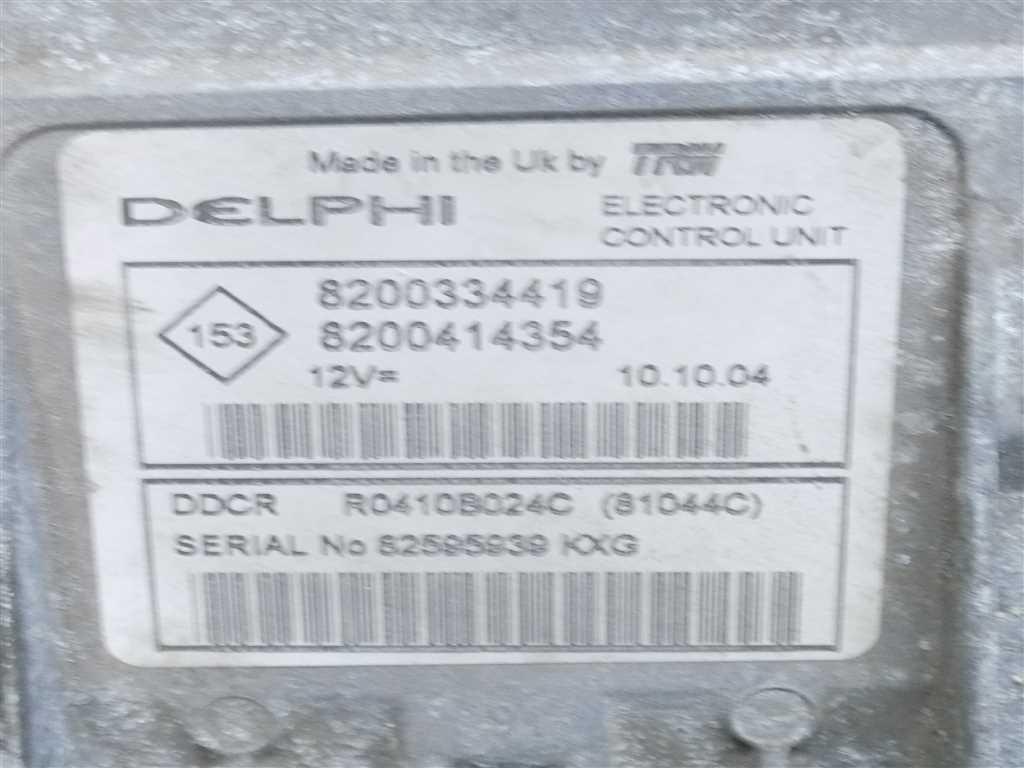 Made in the Uk by TRW
DELPHI
ELECTRONIC
CONTROL UNIT
153
8200334419
8200414354
12V= 10.10.04
DDCR R0410B024C (81044C)
SERIAL No 82595939 KXG